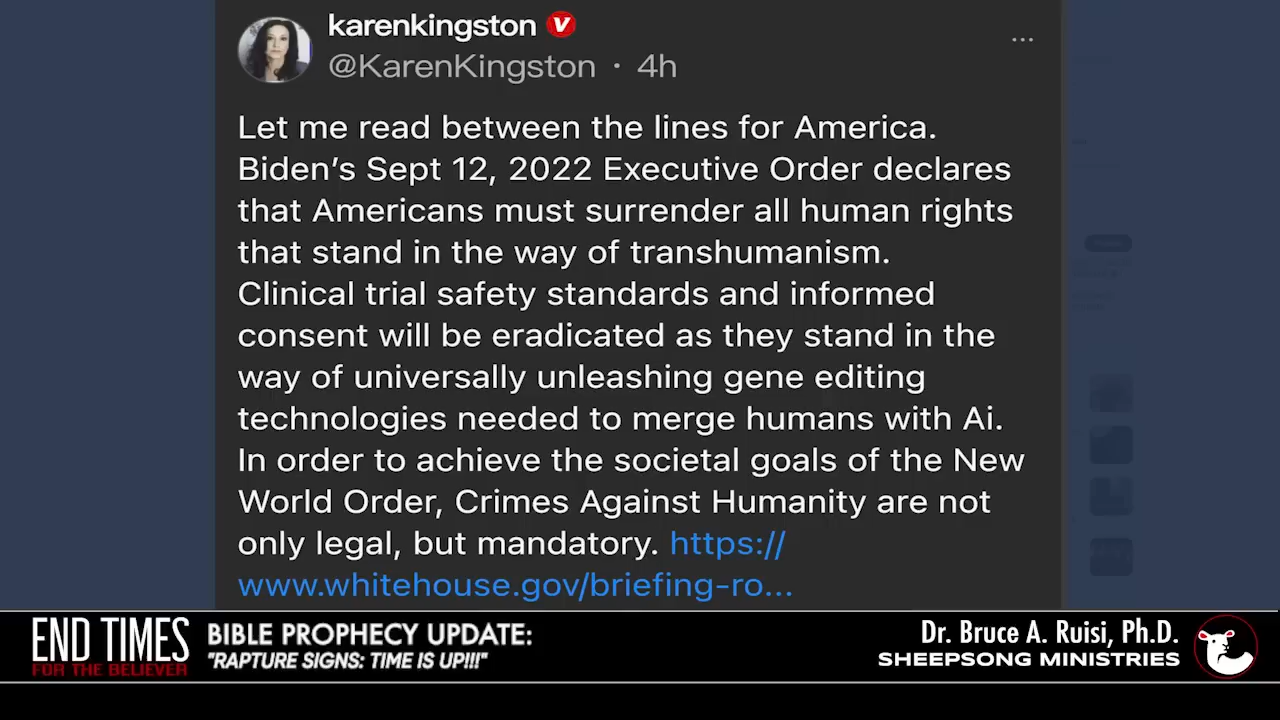 karenkingston V
@KarenKingston · 4h
...
Let me read between the lines for America.
Biden's Sept 12, 2022 Executive Order declares
that Americans must surrender all human rights
that stand in the way of transhumanism.
Clinical trial safety standards and informed
consent will be eradicated as they stand in the
way of universally unleashing gene editing
technologies needed to merge humans with Ai.
In order to achieve the societal goals of the New
World Order, Crimes Against Humanity are not
only legal, but mandatory. https://
www.whitehouse.gov/briefing-ro...
END TIMES
FOR THE BELIEVER
BIBLE PROPHECY UPDATE:
"RAPTURE SIGNS: TIME IS UP!!!"
Dr. Bruce A. Ruisi, Ph.D.
SHEEPSONG MINISTRIES